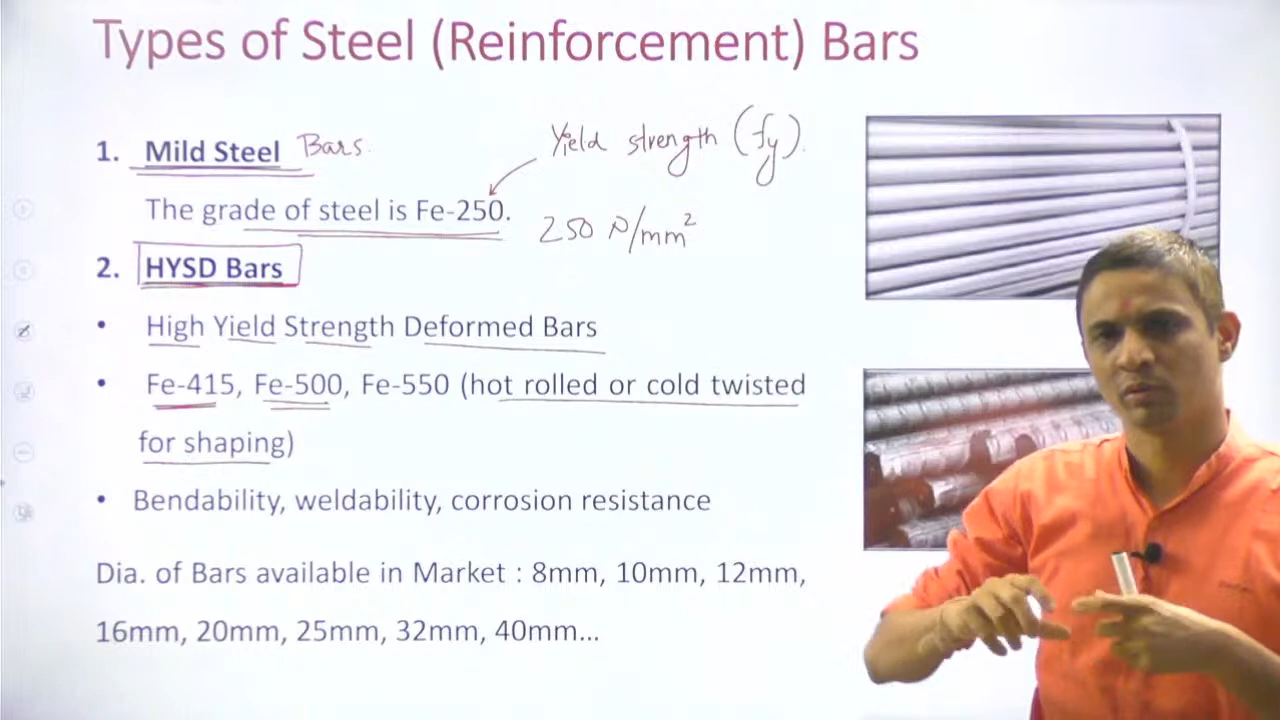 Types of Steel (Reinforcement) Bars
1. Mild Steel Bars.
Yield strength (fy).
The grade of steel is Fe-250.
250 N/mm²
2. HYSD Bars
• High Yield Strength Deformed Bars
• Fe-415, Fe-500, Fe-550 (hot rolled or cold twisted
for shaping)
• Bendability, weldability, corrosion resistance
Dia. of Bars available in Market : 8mm, 10mm, 12mm,
16mm, 20mm, 25mm, 32mm, 40mm...